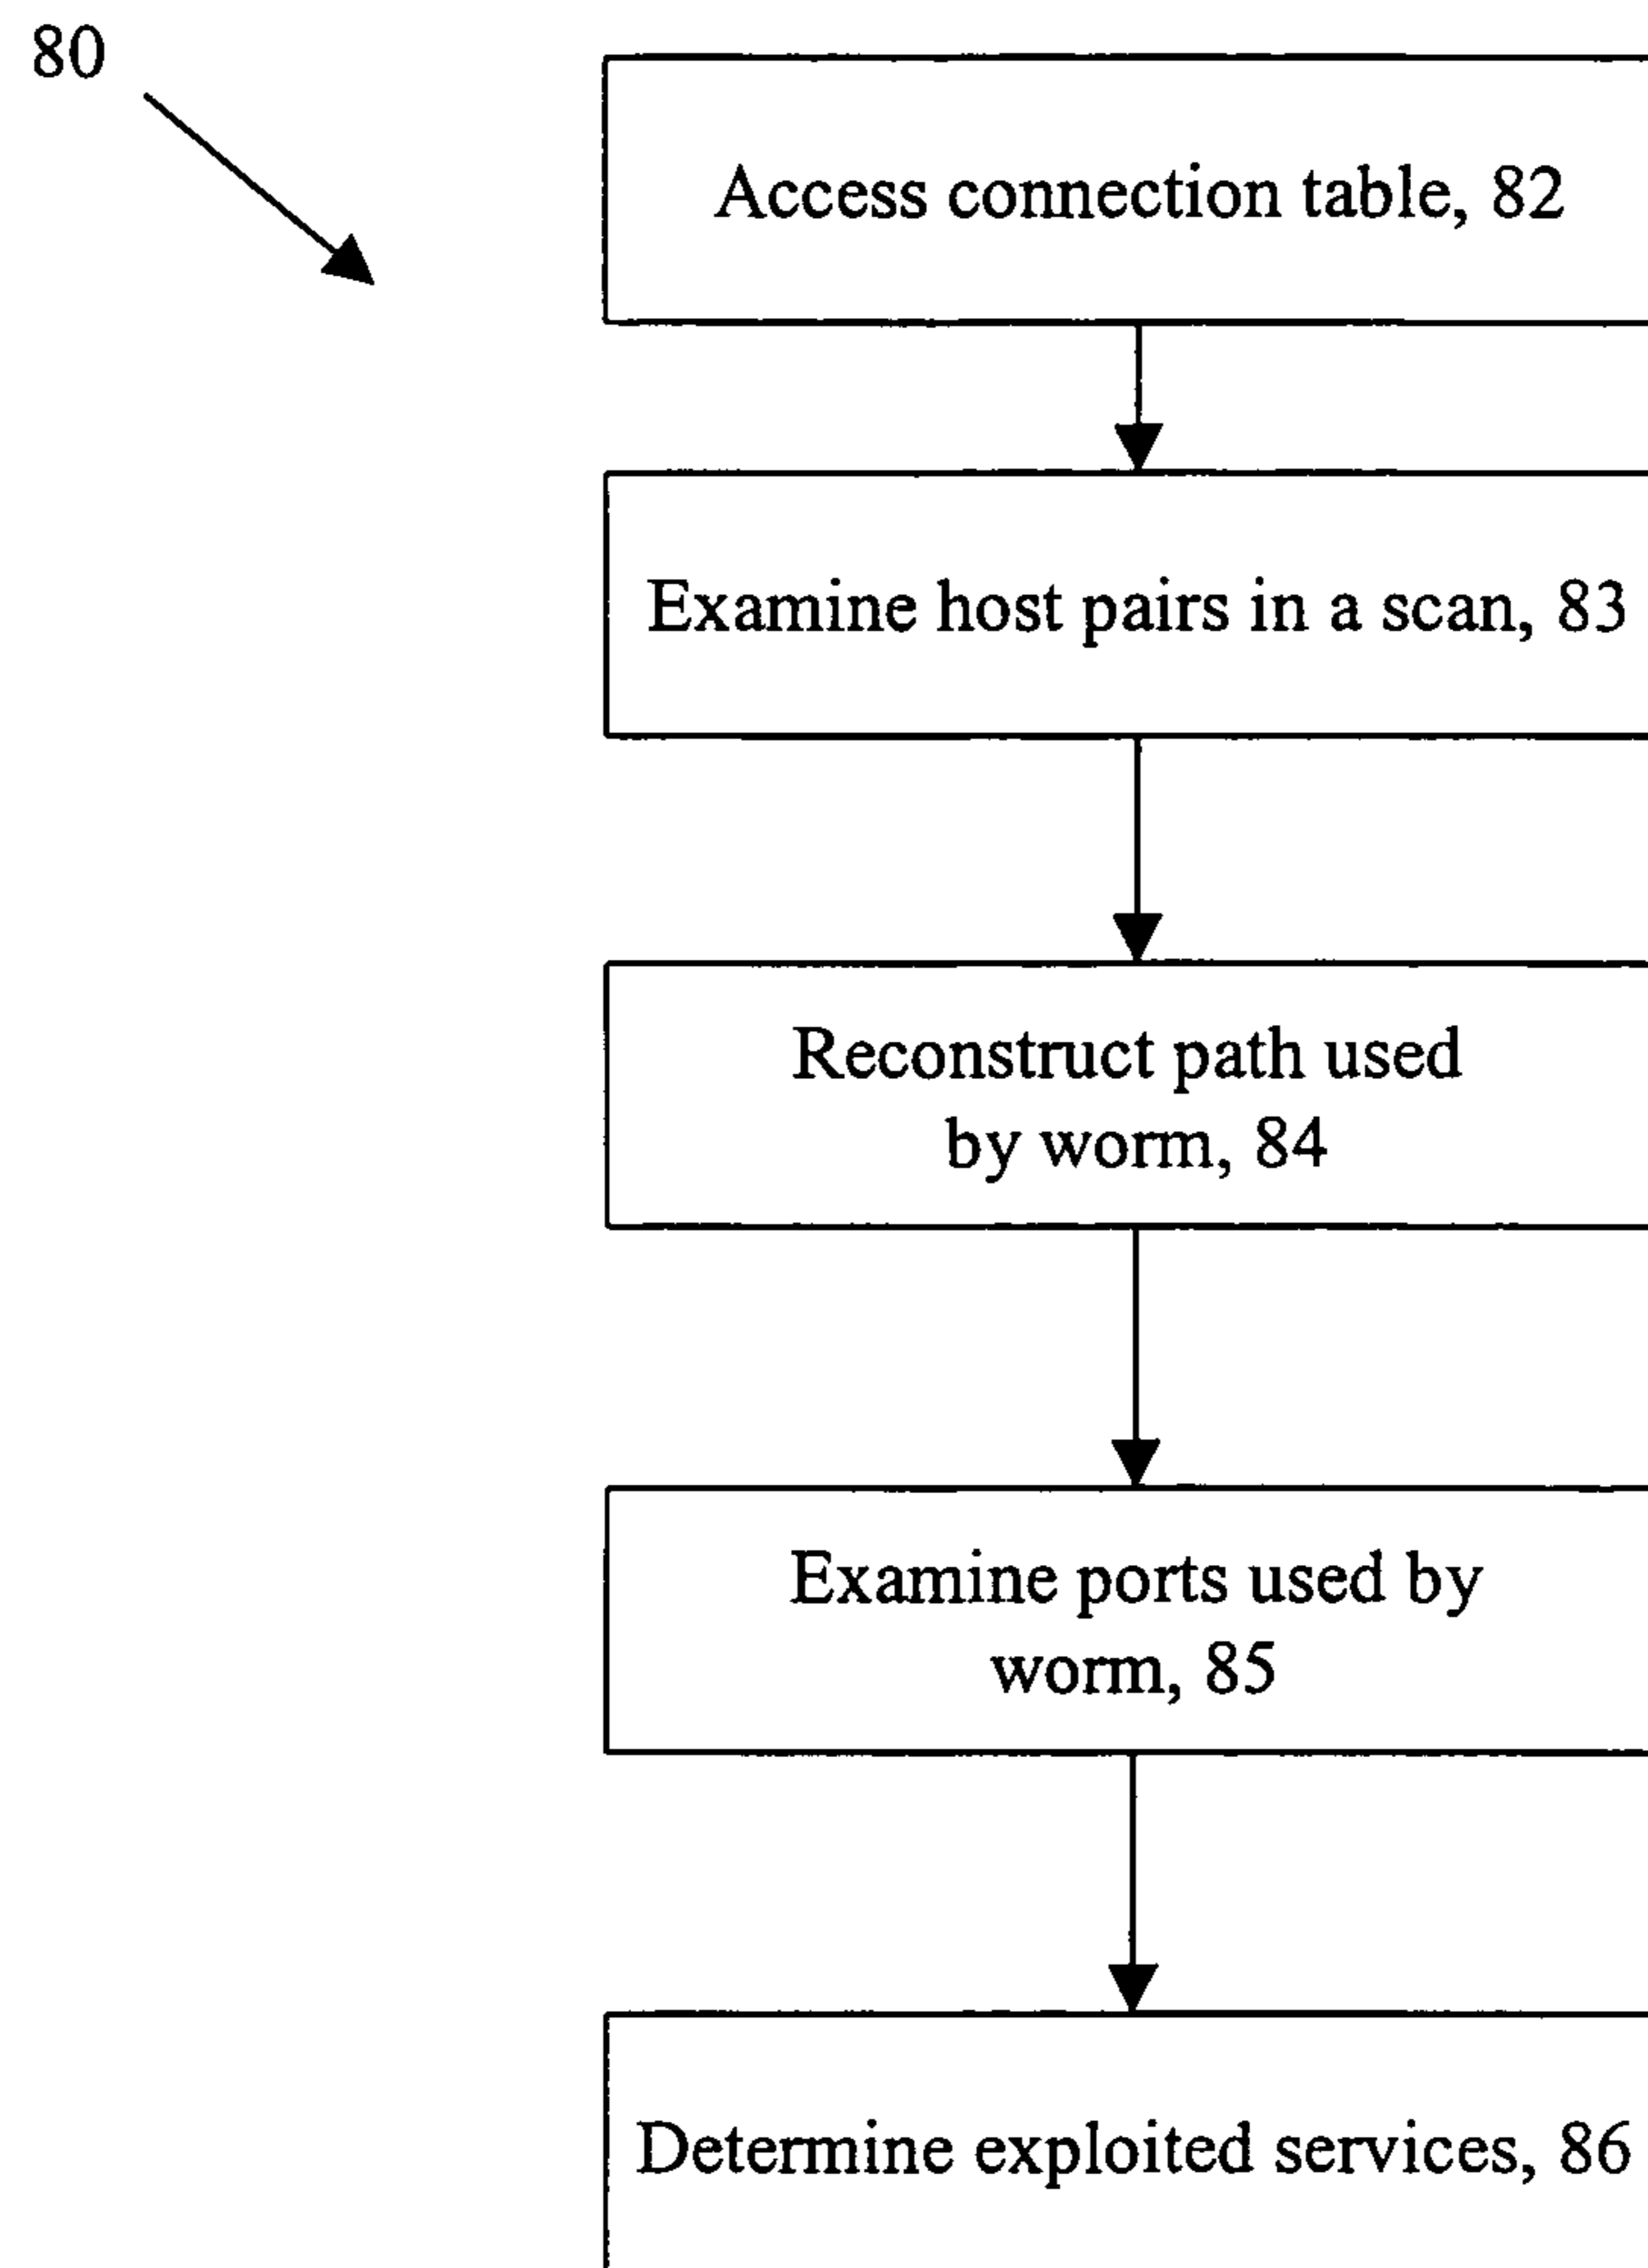 80
Access connection table, 82
Examine host pairs in a scan, 83
Reconstruct path used
by worm, 84
Examine ports used by
worm, 85
Determine exploited services, 86